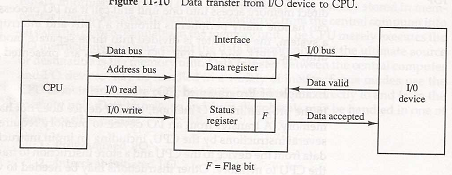 Figure 11-10 Data transfer from I/O device to CPU.
Interface
Data bus
I/O bus
Address bus
Data register
Data valid
CPU
I/O read
I/O
device
I/O write
Status
register
F
Data accepted
F = Flag bit